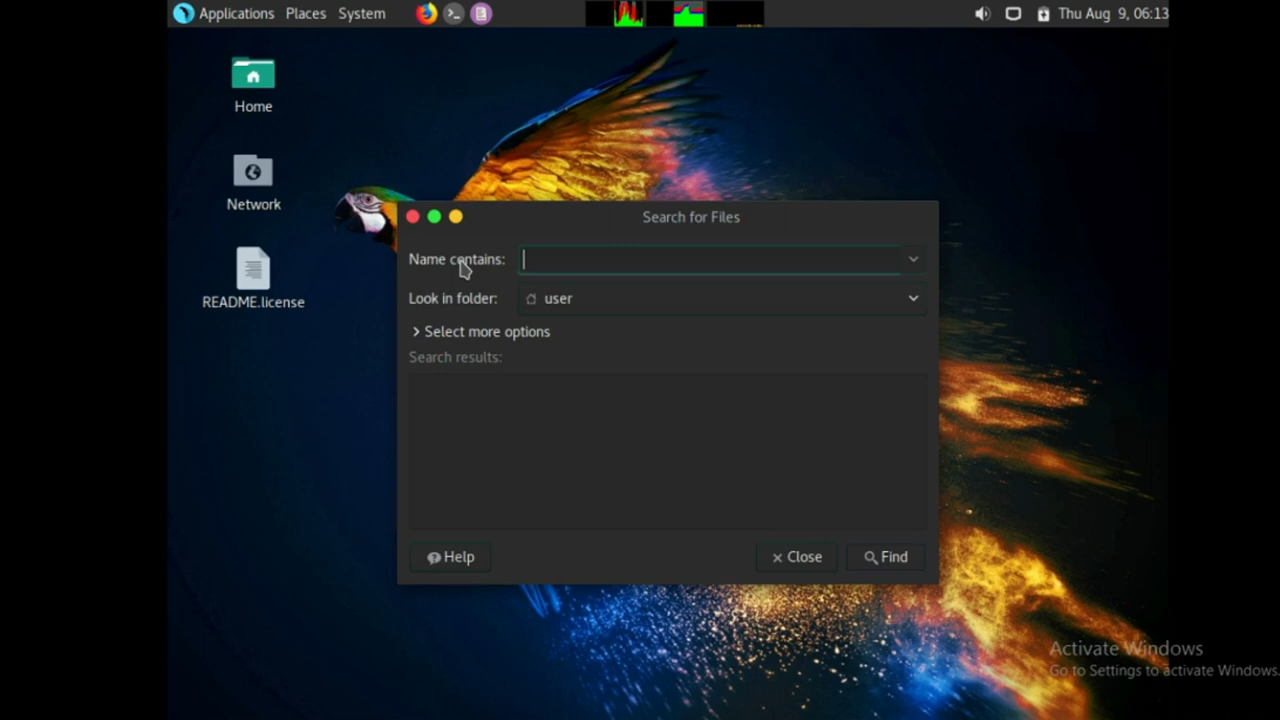 Applications Places System
Thu Aug 9, 06:13
Home
Network
README.license
Search for Files
Name contains:
Look in folder: user
Select more options
Search results:
Help
Close
Find
Activate Windows
Go to Settings to activate Windows.